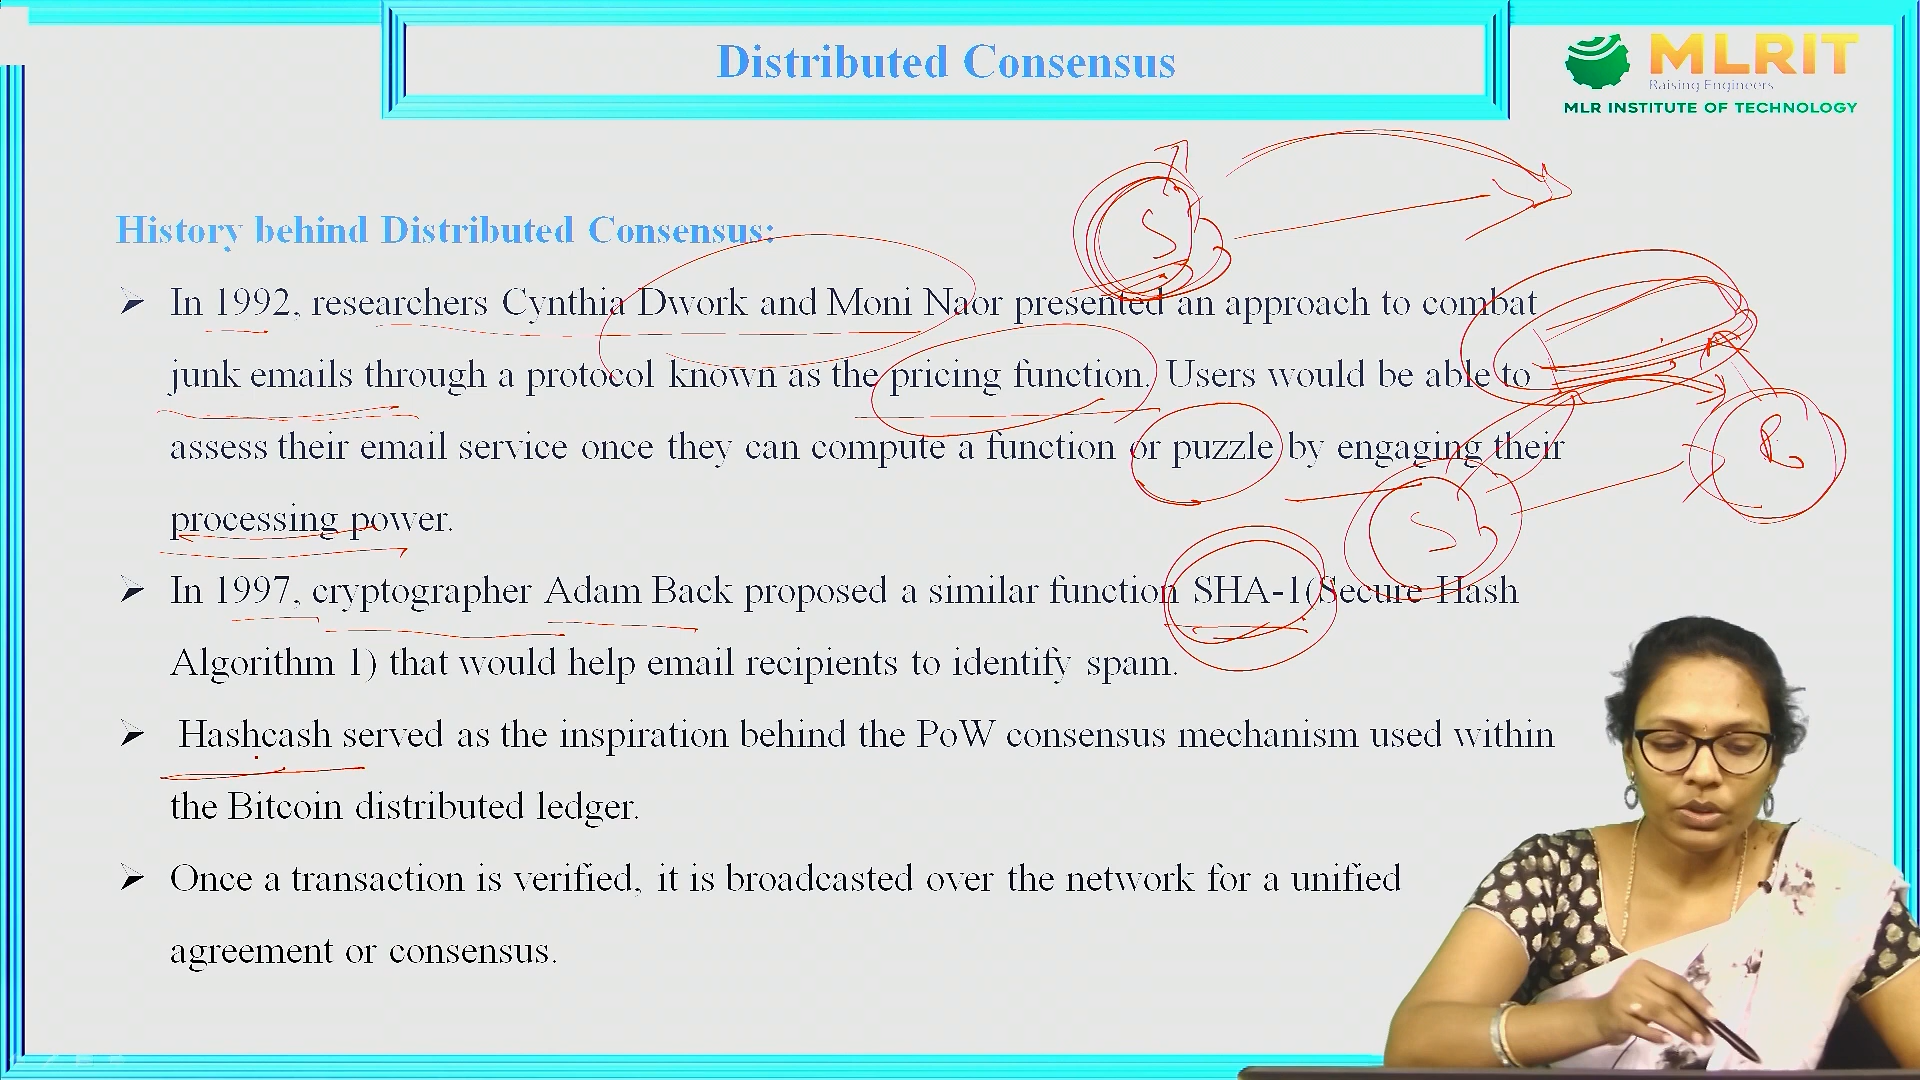 Distributed Consensus
MLRIT
Raising Engineers
MLR INSTITUTE OF TECHNOLOGY
History behind Distributed Consensus:
➢ In 1992, researchers Cynthia Dwork and Moni Naor presented an approach to combat
junk emails through a protocol known as the pricing function. Users would be able to
assess their email service once they can compute a function or puzzle by engaging their
processing power.
➢ In 1997, cryptographer Adam Back proposed a similar function SHA-1(Secure Hash
Algorithm 1) that would help email recipients to identify spam.
➢ Hashcash served as the inspiration behind the PoW consensus mechanism used within
the Bitcoin distributed ledger.
➢ Once a transaction is verified, it is broadcasted over the network for a unified
agreement or consensus.
S
S
R